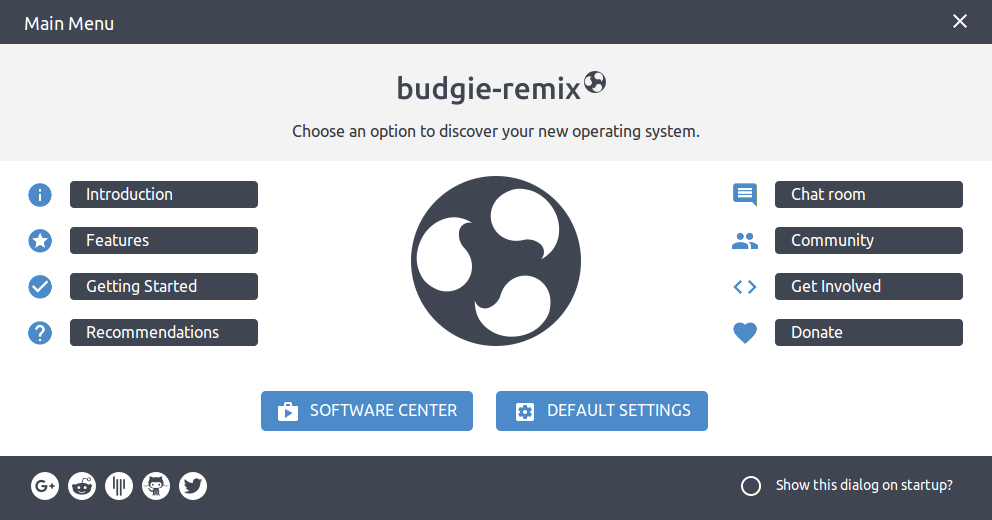 Main Menu
budgie-remix
Choose an option to discover your new operating system.
Introduction
Features
Getting Started
Recommendations
Chat room
Community
Get Involved
Donate
SOFTWARE CENTER
DEFAULT SETTINGS
G+
Show this dialog on startup?